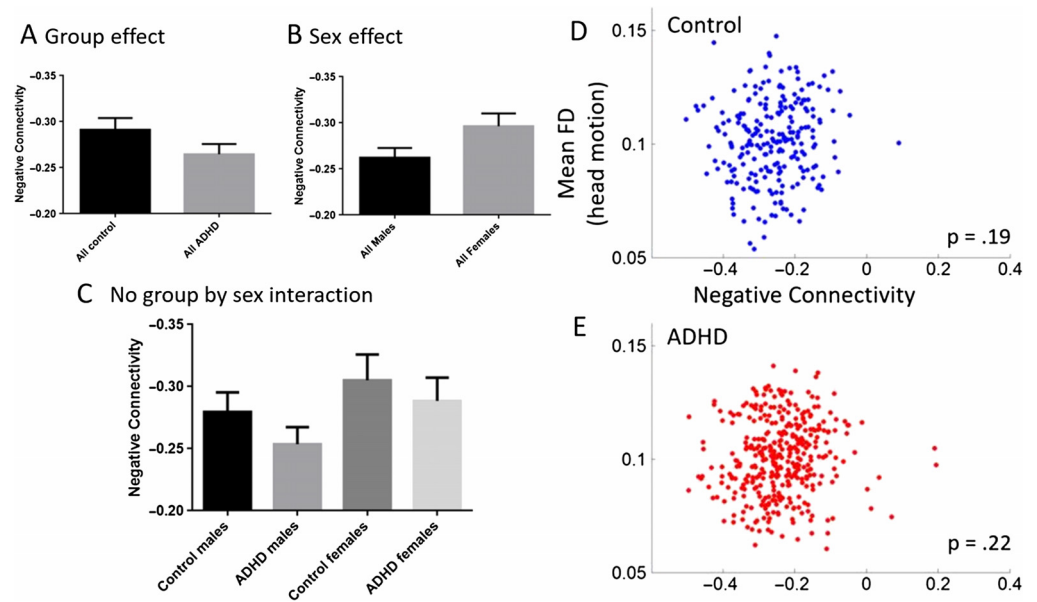 A Group effect
–0.35
–0.30
–0.25
–0.20
Negative Connectivity
All control
All ADHD
B Sex effect
–0.35
–0.30
–0.25
–0.20
Negative Connectivity
All Males
All Females
C No group by sex interaction
–0.35
–0.30
–0.25
–0.20
Negative Connectivity
Control males
ADHD males
Control females
ADHD females
D
Control
0.15
0.1
0.05
Mean FD
(head motion)
p = .19
−0.4 −0.2 0 0.2 0.4
Negative Connectivity
E
ADHD
0.15
0.1
0.05
p = .22
−0.4 −0.2 0 0.2 0.4